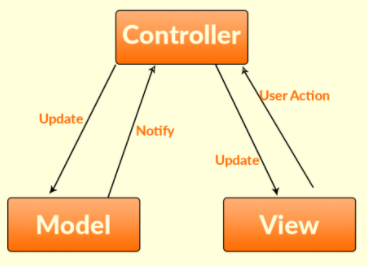 Controller
User Action
Update
Notify
Update
Model
View